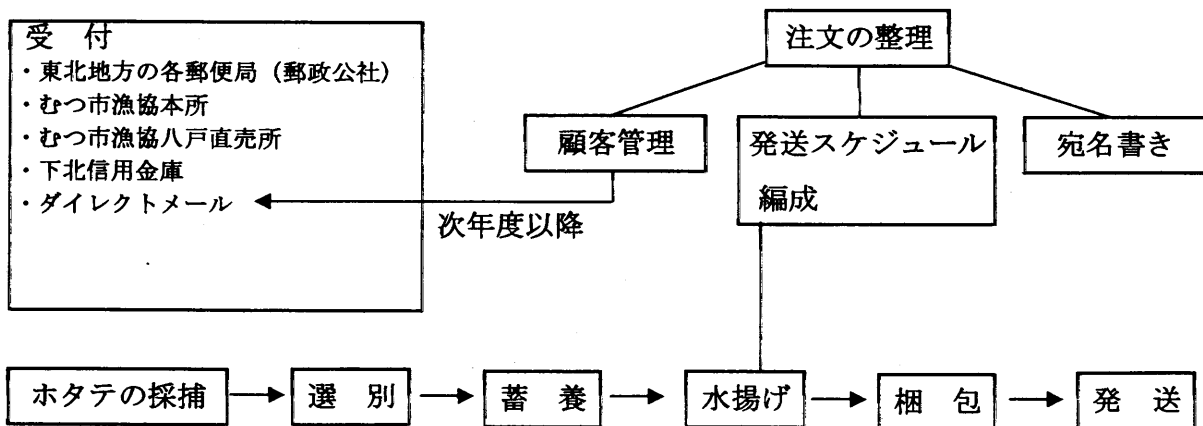 受　付
・東北地方の各郵便局（郵政公社）
・むつ市漁協本所
・むつ市漁協八戸直売所
・下北信用金庫
・ダイレクトメール
次年度以降
注文の整理
顧客管理
発送スケジュール
編成
宛名書き
ホタテの採捕
選　別
蓄　養
水揚げ
梱　包
発　送